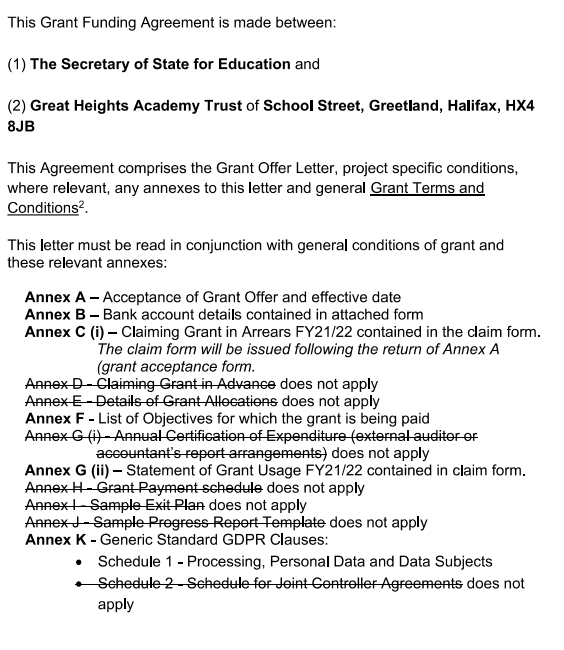 This Grant Funding Agreement is made between:
(1) The Secretary of State for Education and
(2) Great Heights Academy Trust of School Street, Greetland, Halifax, HX4
8JB
This Agreement comprises the Grant Offer Letter, project specific conditions,
where relevant, any annexes to this letter and general Grant Terms and
Conditions2.
This letter must be read in conjunction with general conditions of grant and
these relevant annexes:
Annex A – Acceptance of Grant Offer and effective date
Annex B – Bank account details contained in attached form
Annex C (i) – Claiming Grant in Arrears FY21/22 contained in the claim form.
The claim form will be issued following the return of Annex A
(grant acceptance form.
Annex D - Claiming Grant in Advance does not apply
Annex E - Details of Grant Allocations does not apply
Annex F - List of Objectives for which the grant is being paid
Annex G (i) - Annual Certification of Expenditure (external auditor or
accountant's report arrangements) does not apply
Annex G (ii) – Statement of Grant Usage FY21/22 contained in claim form.
Annex H - Grant Payment schedule does not apply
Annex I - Sample Exit Plan does not apply
Annex J - Sample Progress Report Template does not apply
Annex K - Generic Standard GDPR Clauses:
• Schedule 1 - Processing, Personal Data and Data Subjects
• Schedule 2 - Schedule for Joint Controller Agreements does not
apply